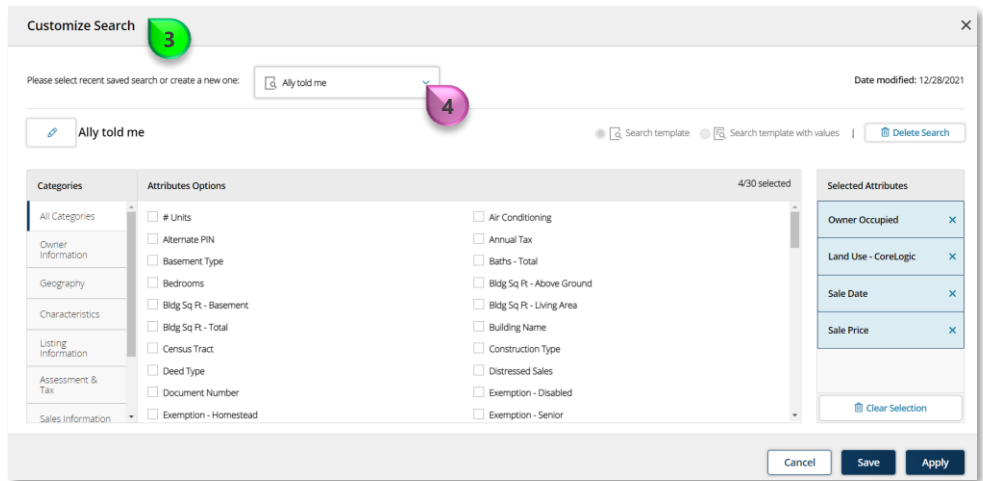 Customize Search
3
Please select recent saved search or create a new one:
Ally told me
4
Date modified: 12/28/2021
Ally told me
Search template
Search template with values
|
Delete Search
Categories
Attributes Options
4/30 selected
Selected Attributes
All Categories
Owner
Information
Geography
Characteristics
Listing
Information
Assessment &
Tax
Sales Information
# Units
Air Conditioning
Alternate PIN
Annual Tax
Basement Type
Baths - Total
Bedrooms
Bldg Sq Ft - Above Ground
Bldg Sq Ft - Basement
Bldg Sq Ft - Living Area
Bldg Sq Ft - Total
Building Name
Census Tract
Construction Type
Deed Type
Distressed Sales
Document Number
Exemption - Disabled
Exemption - Homestead
Exemption - Senior
Owner Occupied
Land Use - CoreLogic
Sale Date
Sale Price
Clear Selection
Cancel
Save
Apply